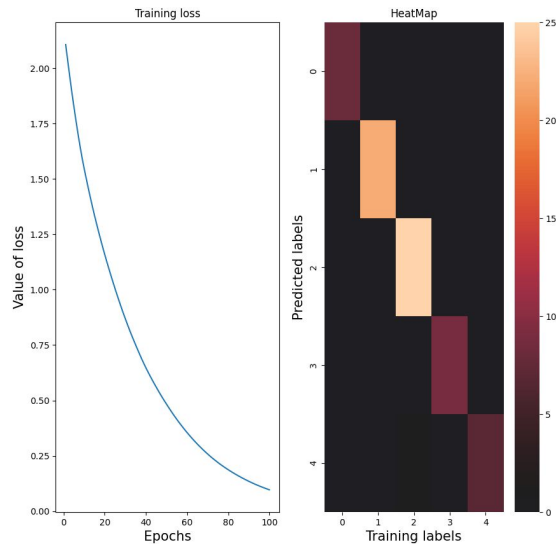 Training loss
Value of loss
2.00
1.75
1.50
1.25
1.00
0.75
0.50
0.25
0.00
0 20 40 60 80 100
Epochs
HeatMap
Predicted labels
0
1
2
3
4
0 1 2 3 4
Training labels
25
20
15
10
5
0